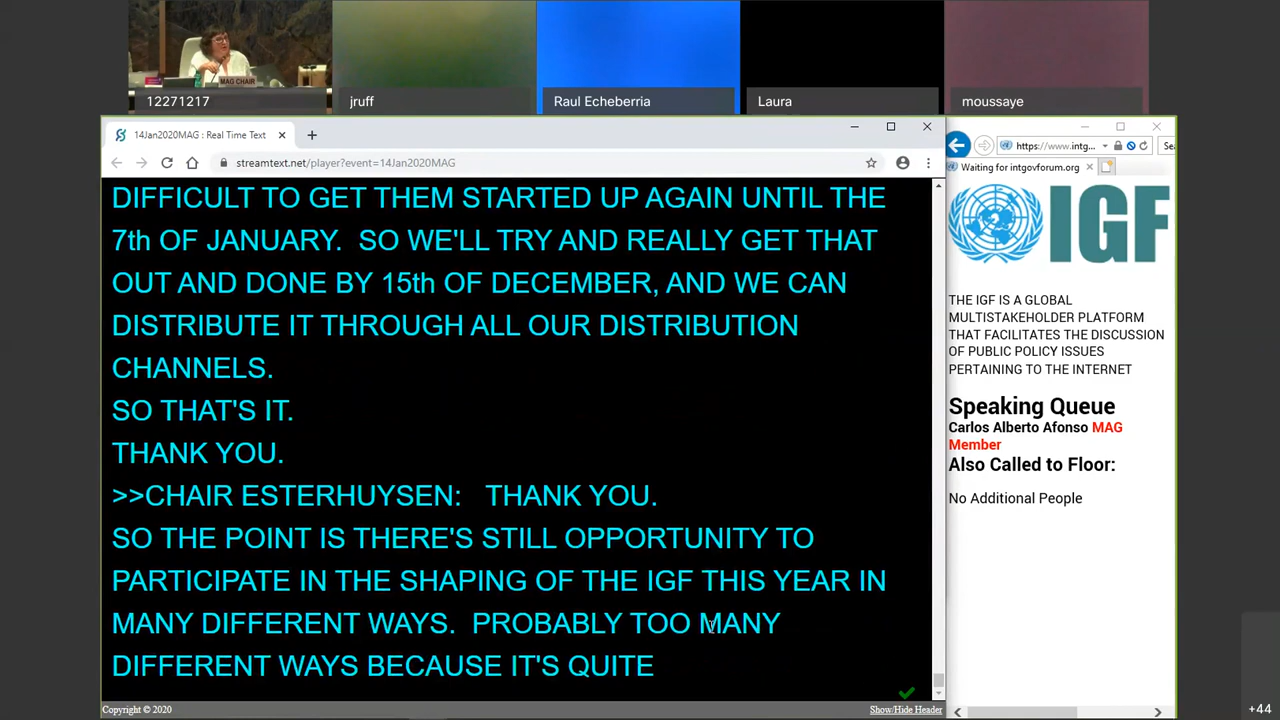 MAG CHAIR
12271217
jruff
Raul Echeberria
Laura
moussaye
14Jan2020MAG : Real Time Text
streamtext.net/player?event=14Jan2020MAG
DIFFICULT TO GET THEM STARTED UP AGAIN UNTIL THE
7th OF JANUARY. SO WE'LL TRY AND REALLY GET THAT
OUT AND DONE BY 15th OF DECEMBER, AND WE CAN
DISTRIBUTE IT THROUGH ALL OUR DISTRIBUTION
CHANNELS.
SO THAT'S IT.
THANK YOU.
>>CHAIR ESTERHUYSEN: THANK YOU.
SO THE POINT IS THERE'S STILL OPPORTUNITY TO
PARTICIPATE IN THE SHAPING OF THE IGF THIS YEAR IN
MANY DIFFERENT WAYS. PROBABLY TOO MANY
DIFFERENT WAYS BECAUSE IT'S QUITE
Copyright © 2020
Show/Hide Header
https://www.intg...
Sea
Waiting for intgovforum.org
IGF
THE IGF IS A GLOBAL
MULTISTAKEHOLDER PLATFORM
THAT FACILITATES THE DISCUSSION
OF PUBLIC POLICY ISSUES
PERTAINING TO THE INTERNET
Speaking Queue
Carlos Alberto Afonso MAG
Member
Also Called to Floor:
No Additional People
+44